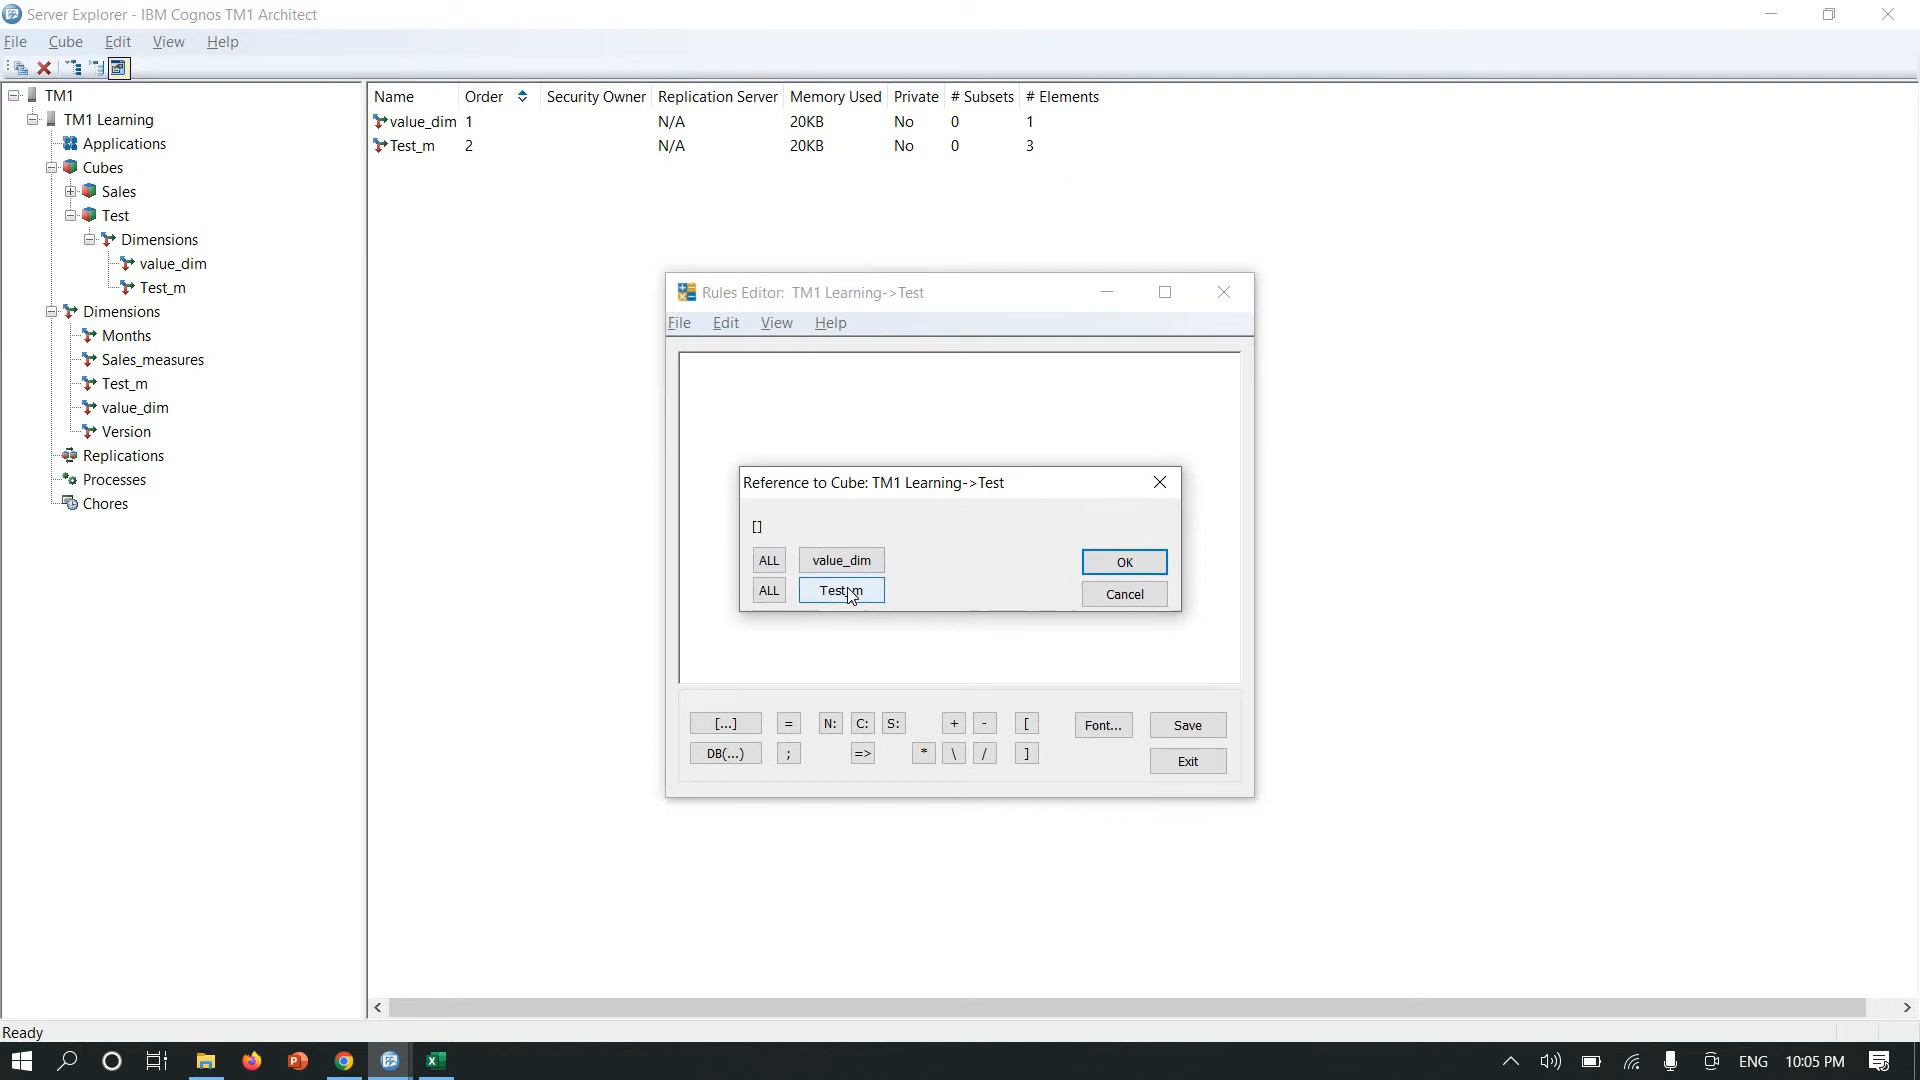 Server Explorer - IBM Cognos TM1 Architect
File Cube Edit View Help
TM1
TM1 Learning
Applications
Cubes
Sales
Test
Dimensions
value_dim
Test_m
Dimensions
Months
Sales_measures
Test_m
value_dim
Version
Replications
Processes
Chores
Name Order Security Owner Replication Server Memory Used Private # Subsets # Elements
value_dim 1 N/A 20KB No 0 1
Test_m 2 N/A 20KB No 0 3
Rules Editor: TM1 Learning->Test
File Edit View Help
Reference to Cube: TM1 Learning->Test
[]
ALL value_dim OK
ALL Test_m Cancel
[...] = N: C: S: + - [ Font... Save
DB(...) ; => * \ / ] Exit
Ready
ENG 10:05 PM